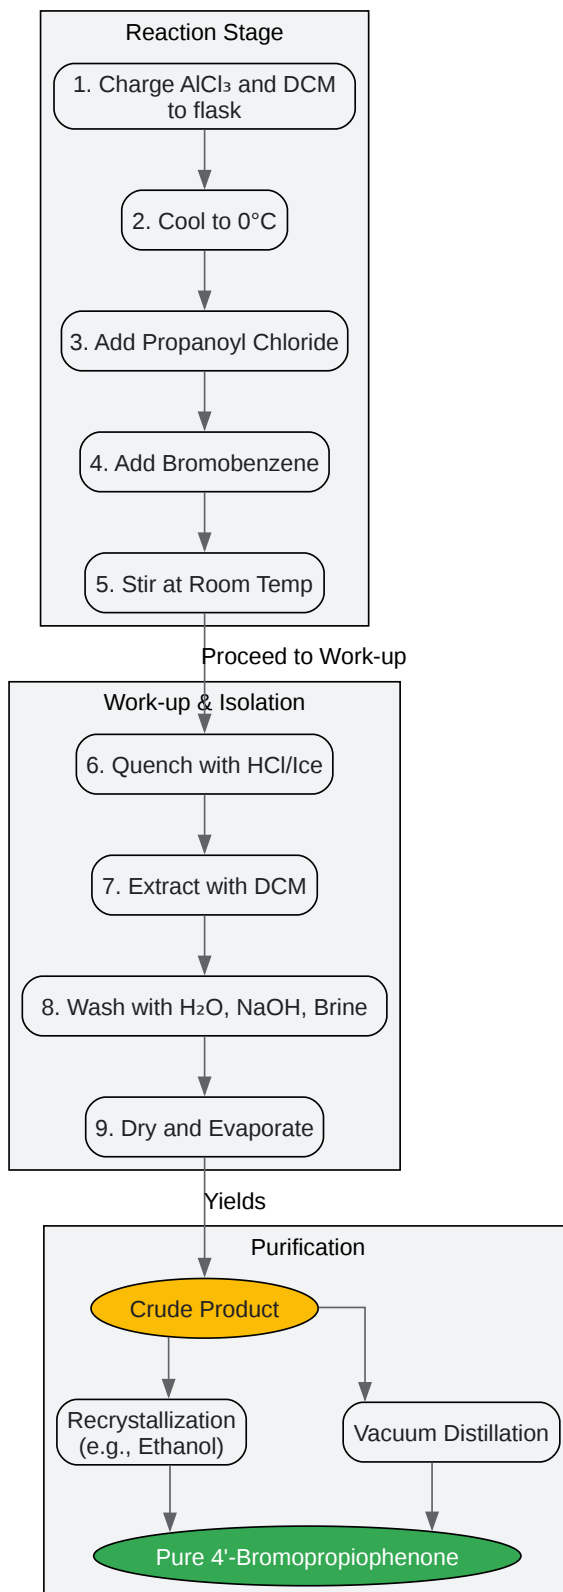 Reaction Stage
1. Charge AlCl₃ and DCM
to flask
2. Cool to 0°C
3. Add Propanoyl Chloride
4. Add Bromobenzene
5. Stir at Room Temp
Proceed to Work-up
Work-up & Isolation
6. Quench with HCl/Ice
7. Extract with DCM
8. Wash with H₂O, NaOH, Brine
9. Dry and Evaporate
Yields
Purification
Crude Product
Recrystallization
(e.g., Ethanol)
Vacuum Distillation
Pure 4'-Bromopropiophenone